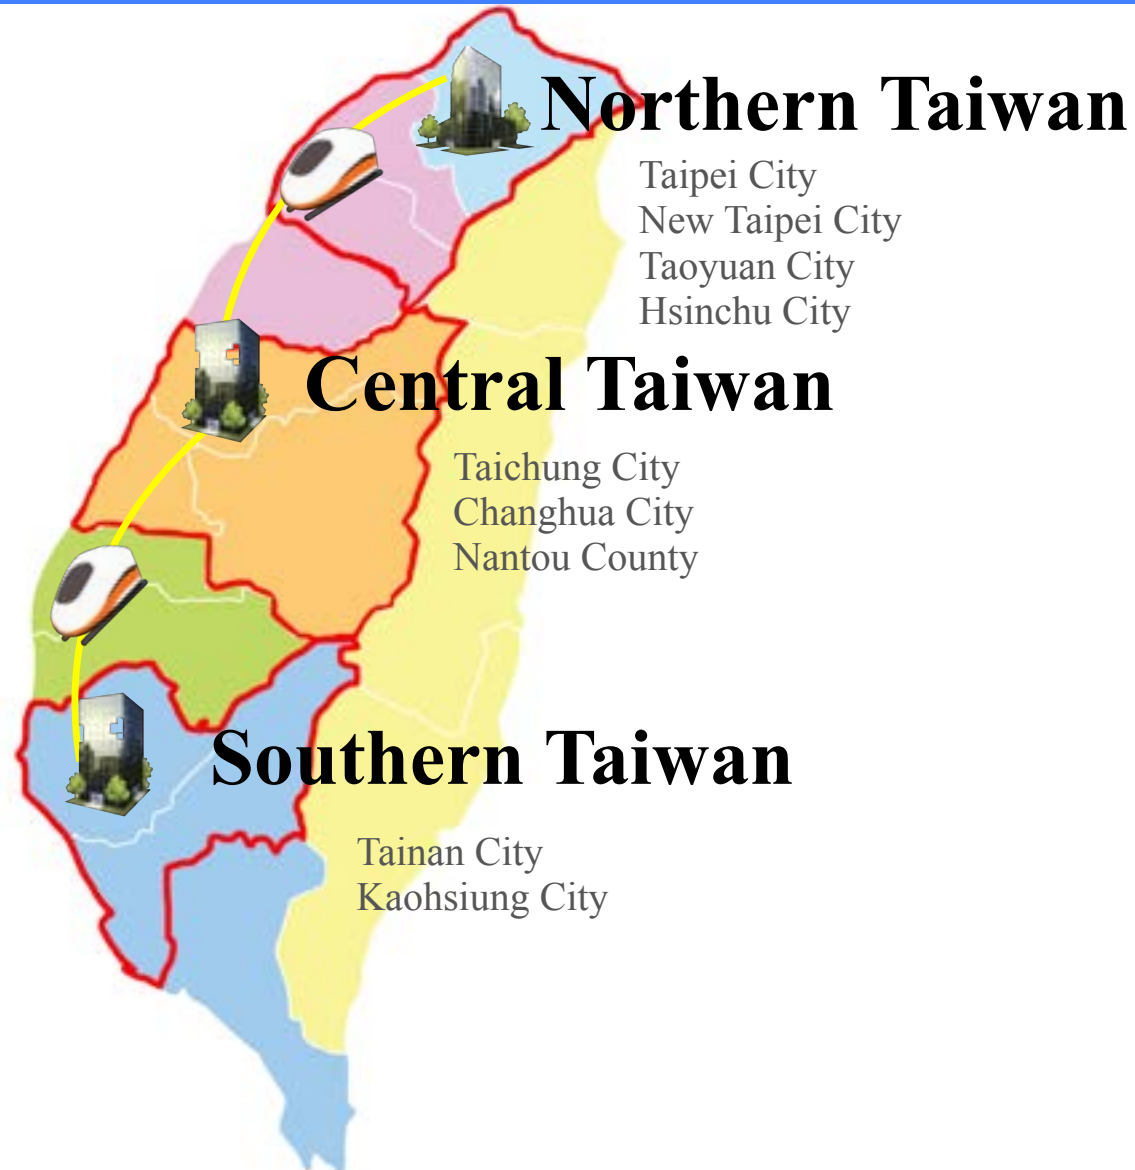 Northern Taiwan
Taipei City
New Taipei City
Taoyuan City
Hsinchu City
Central Taiwan
Taichung City
Changhua City
Nantou County
Southern Taiwan
Tainan City
Kaohsiung City